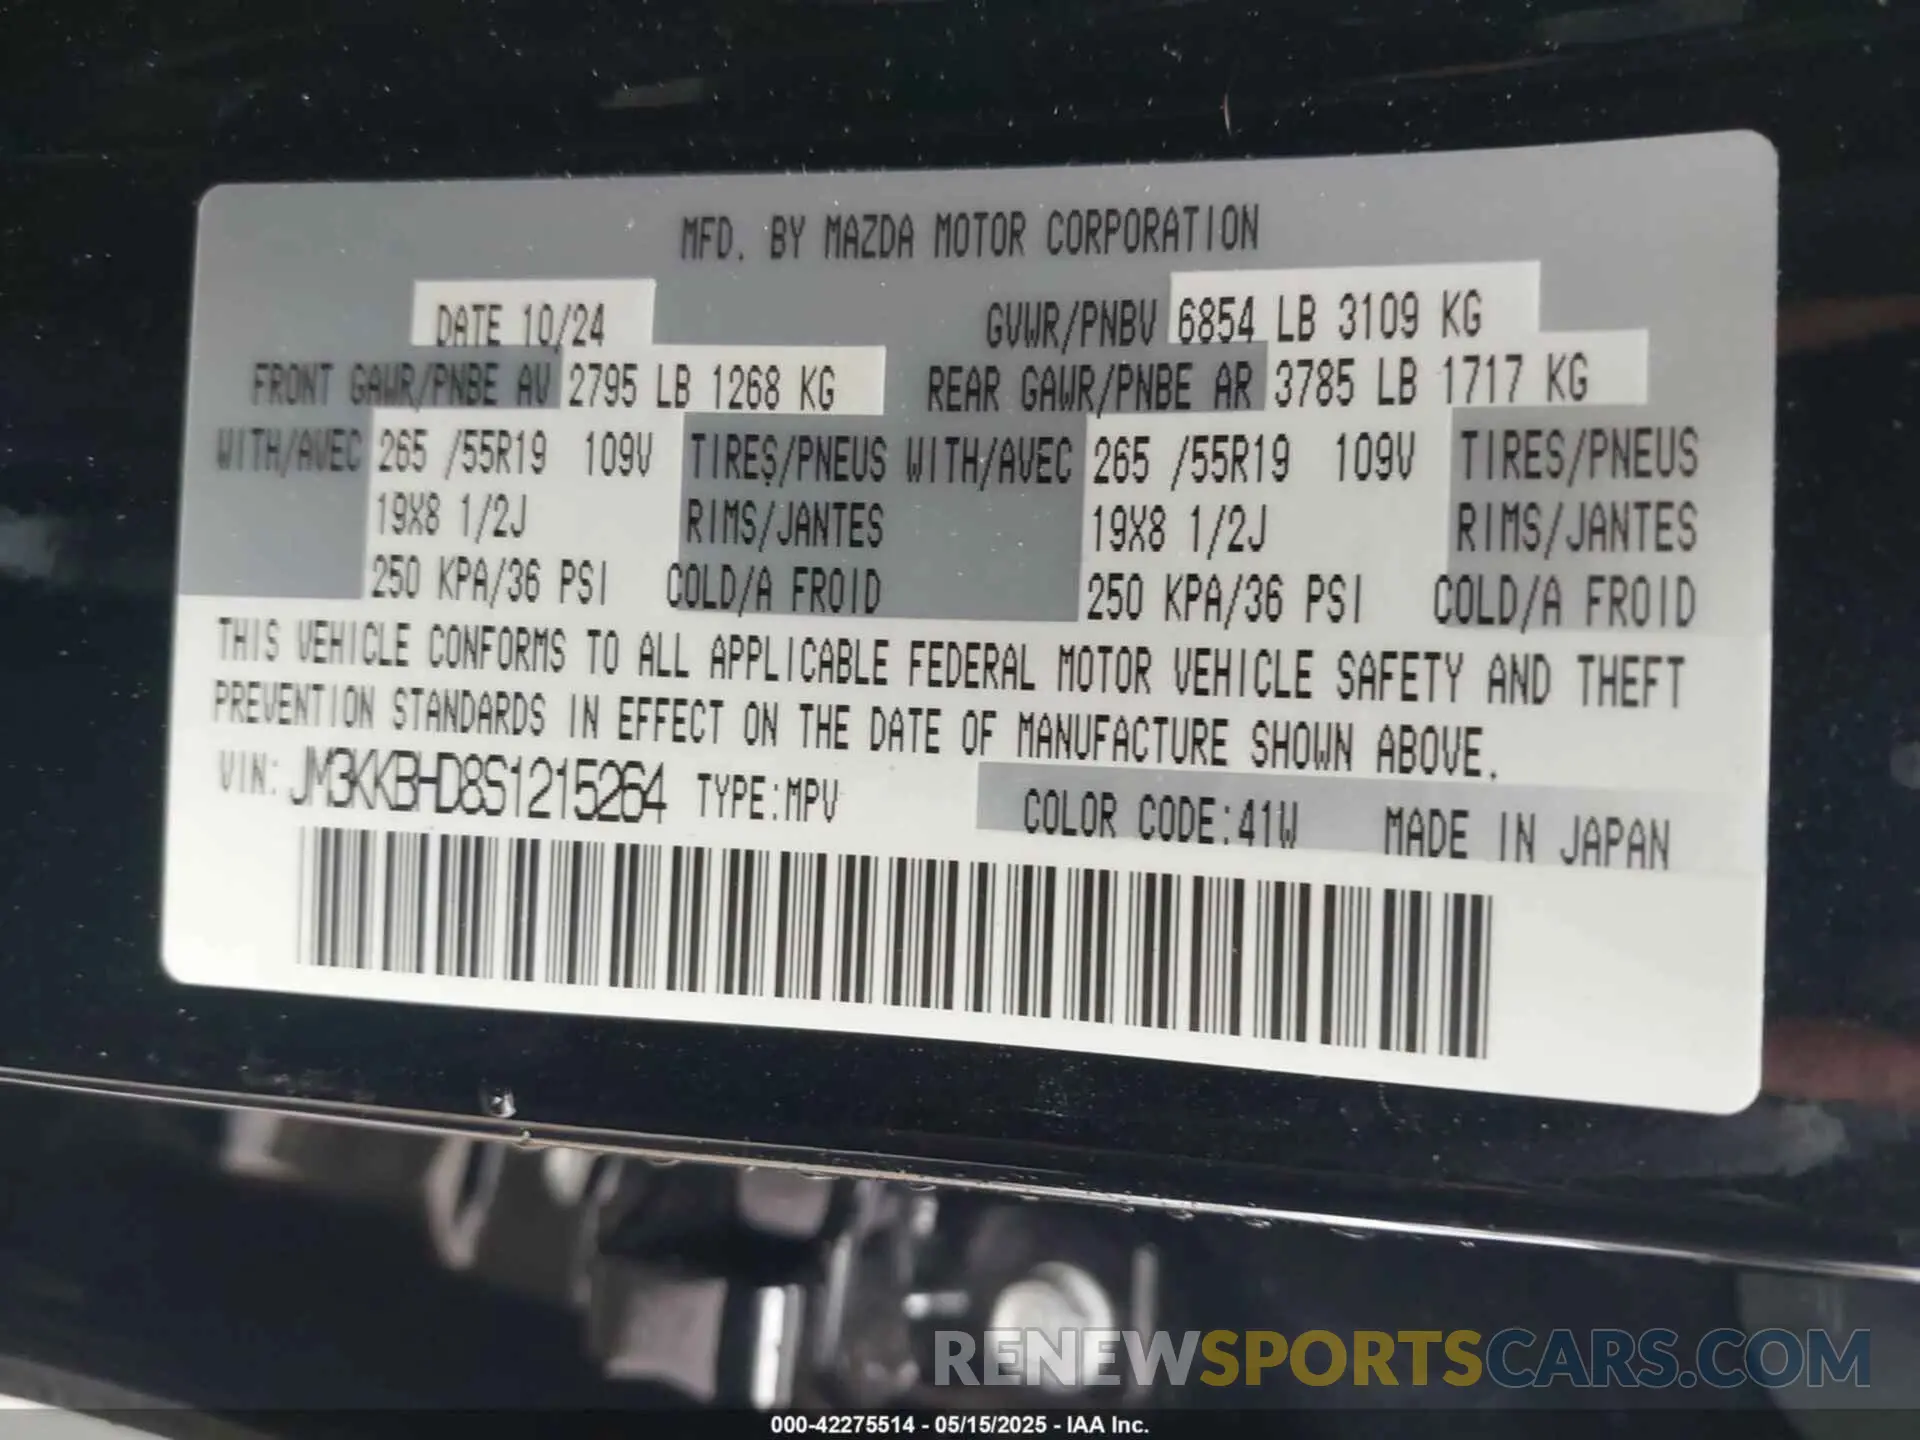 MFD. BY MAZDA MOTOR CORPORATION
DATE 10/24 GVWR/PNBV 6854 LB 3109 KG
FRONT GAWR/PNBE AV 2795 LB 1268 KG REAR GAWR/PNBE AR 3785 LB 1717 KG
WITH/AVEC 265 /55R19 109V TIRES/PNEUS WITH/AVEC 265 /55R19 109V TIRES/PNEUS
19X8 1/2J RIMS/JANTES 19X8 1/2J RIMS/JANTES
250 KPA/36 PSI COLD/A FROID 250 KPA/36 PSI COLD/A FROID
THIS VEHICLE CONFORMS TO ALL APPLICABLE FEDERAL MOTOR VEHICLE SAFETY AND THEFT
PREVENTION STANDARDS IN EFFECT ON THE DATE OF MANUFACTURE SHOWN ABOVE.
VIN: JM3KKBHD8S1215264 TYPE:MPV COLOR CODE:41W MADE IN JAPAN
RENEWSPORTSCARS.COM
000-42275514 - 05/15/2025 - IAA Inc.